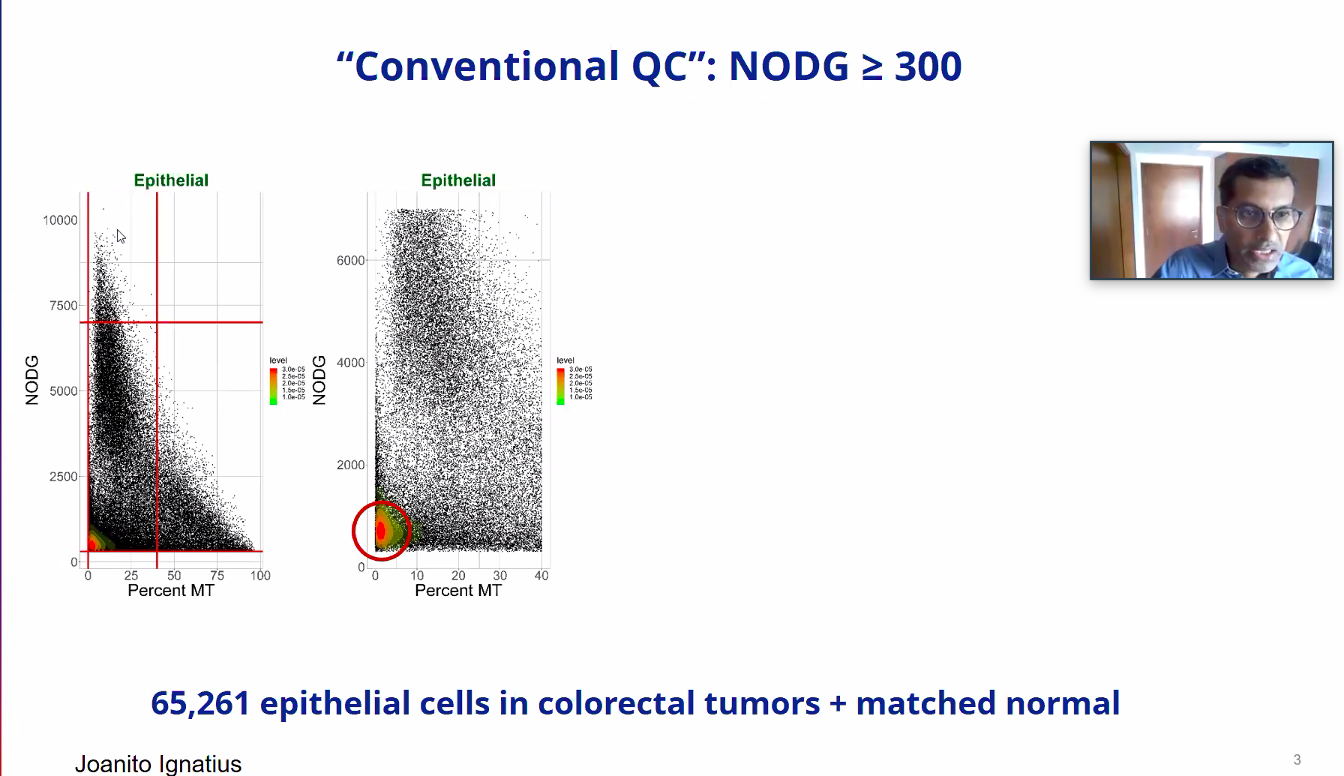 “Conventional QC”: NODG ≥ 300
Epithelial
10000
7500
5000
2500
0
NODG
0 25 50 75 100
Percent MT
level
3.0e-05
2.5e-05
2.0e-05
1.5e-05
1.0e-05
Epithelial
6000
4000
2000
0
NODG
0 10 20 30 40
Percent MT
level
3.0e-05
2.5e-05
2.0e-05
1.5e-05
1.0e-05
65,261 epithelial cells in colorectal tumors + matched normal
Joanito Ignatius
3